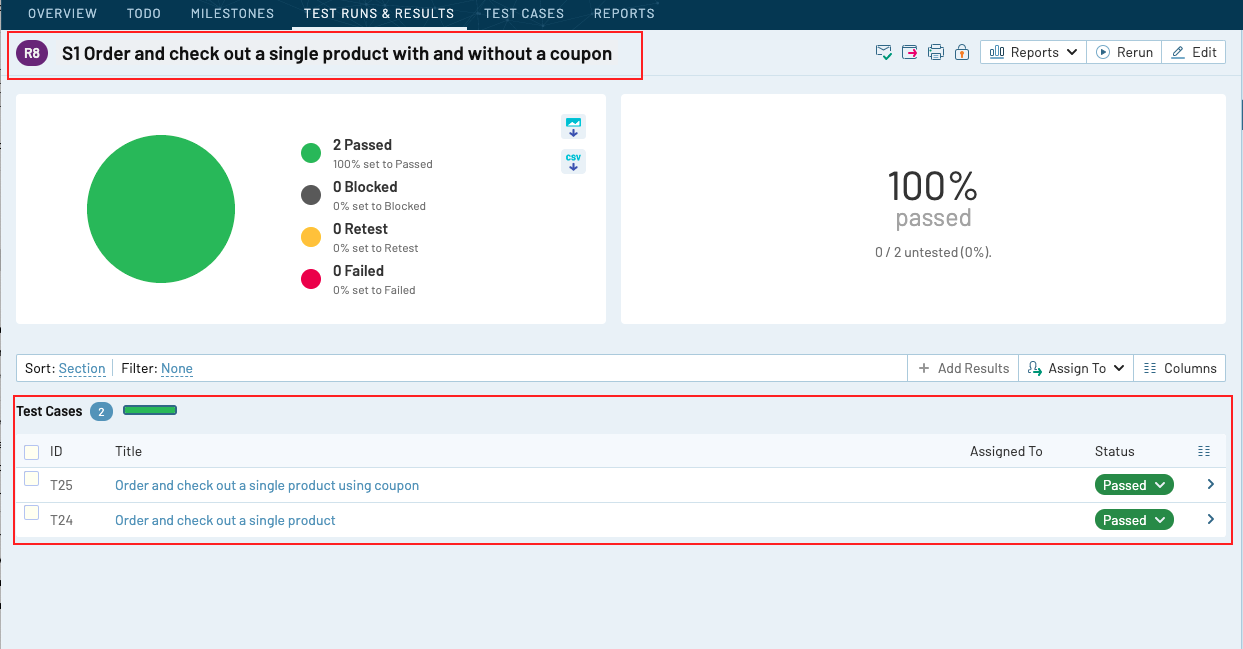 OVERVIEW TODO MILESTONES TEST RUNS & RESULTS TEST CASES REPORTS
R8 S1 Order and check out a single product with and without a coupon
Reports Rerun Edit
2 Passed
100% set to Passed
0 Blocked
0% set to Blocked
0 Retest
0% set to Retest
0 Failed
0% set to Failed
CSV
100%
passed
0 / 2 untested (0%).
Sort: Section Filter: None + Add Results Assign To Columns
Test Cases 2
ID Title Assigned To Status
T25 Order and check out a single product using coupon Passed
T24 Order and check out a single product Passed